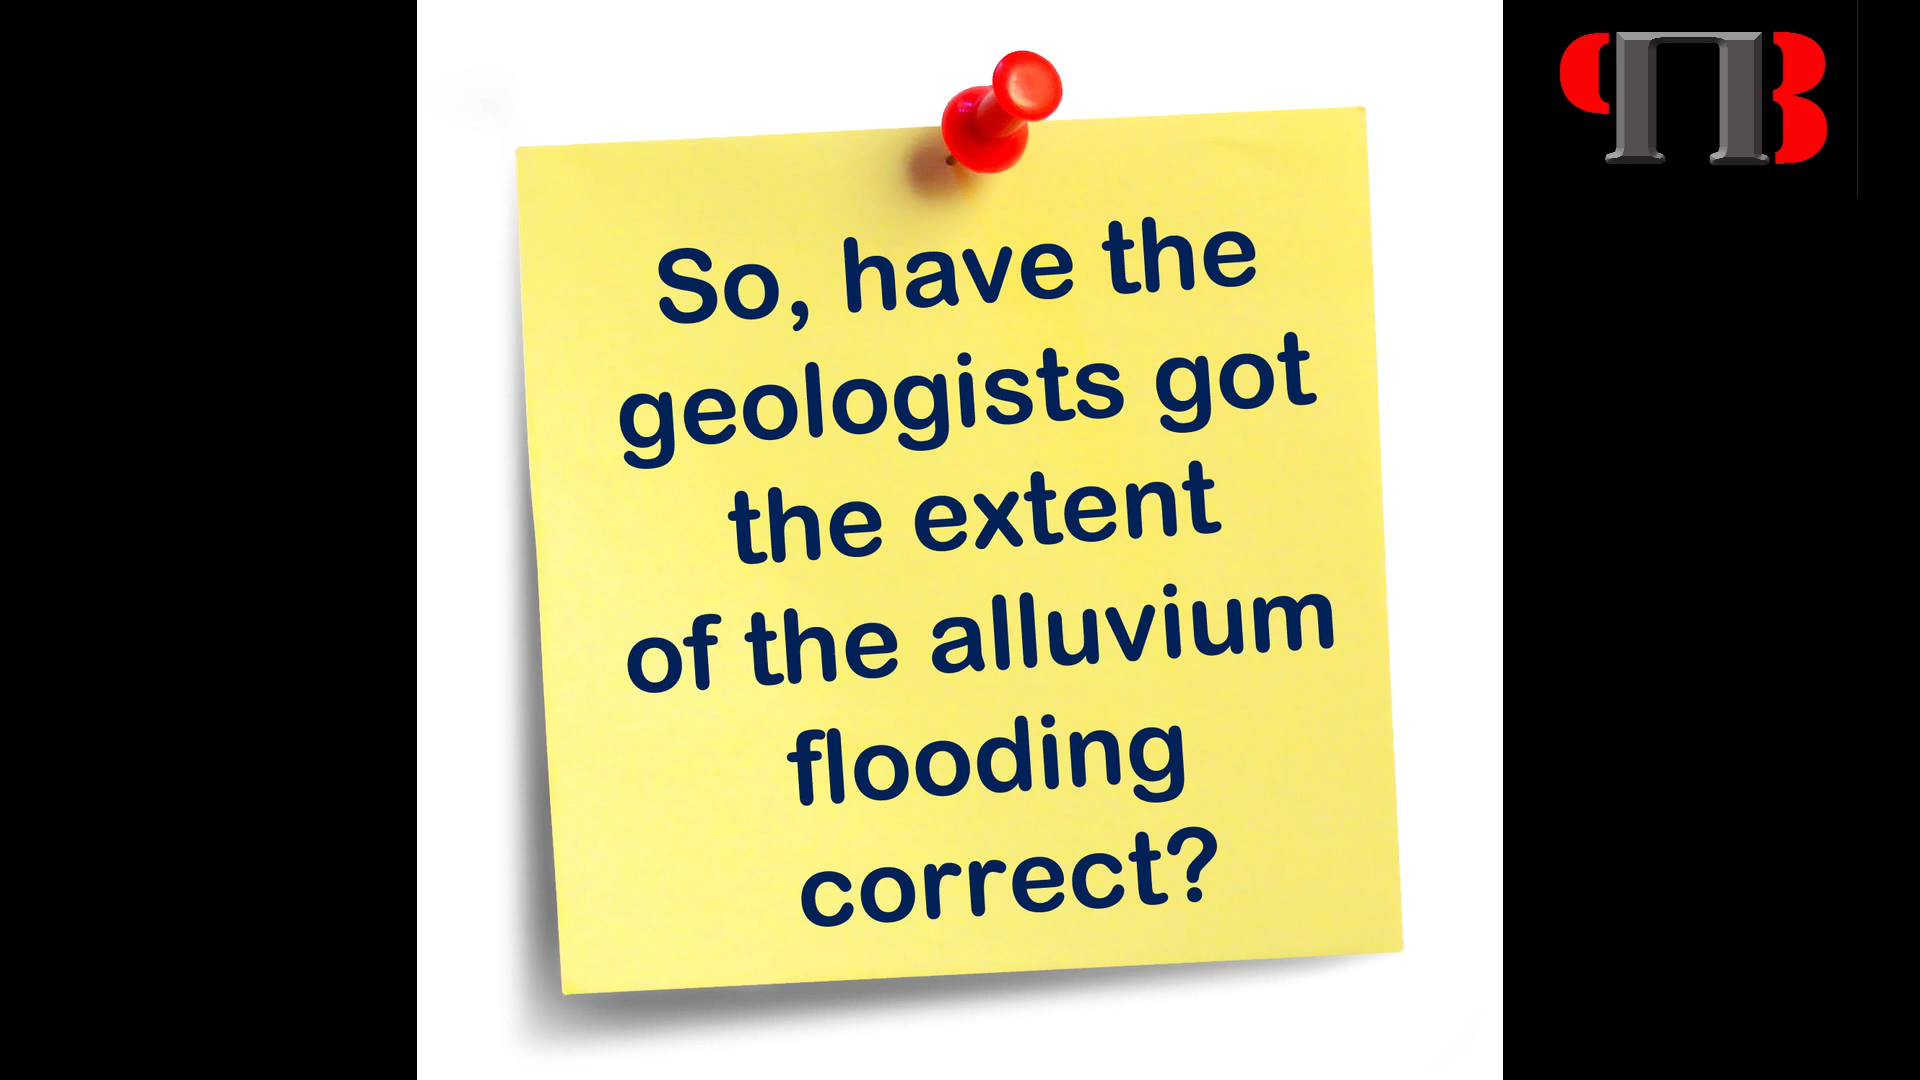 So, have the
geologists got
the extent
of the alluvium
flooding
correct?